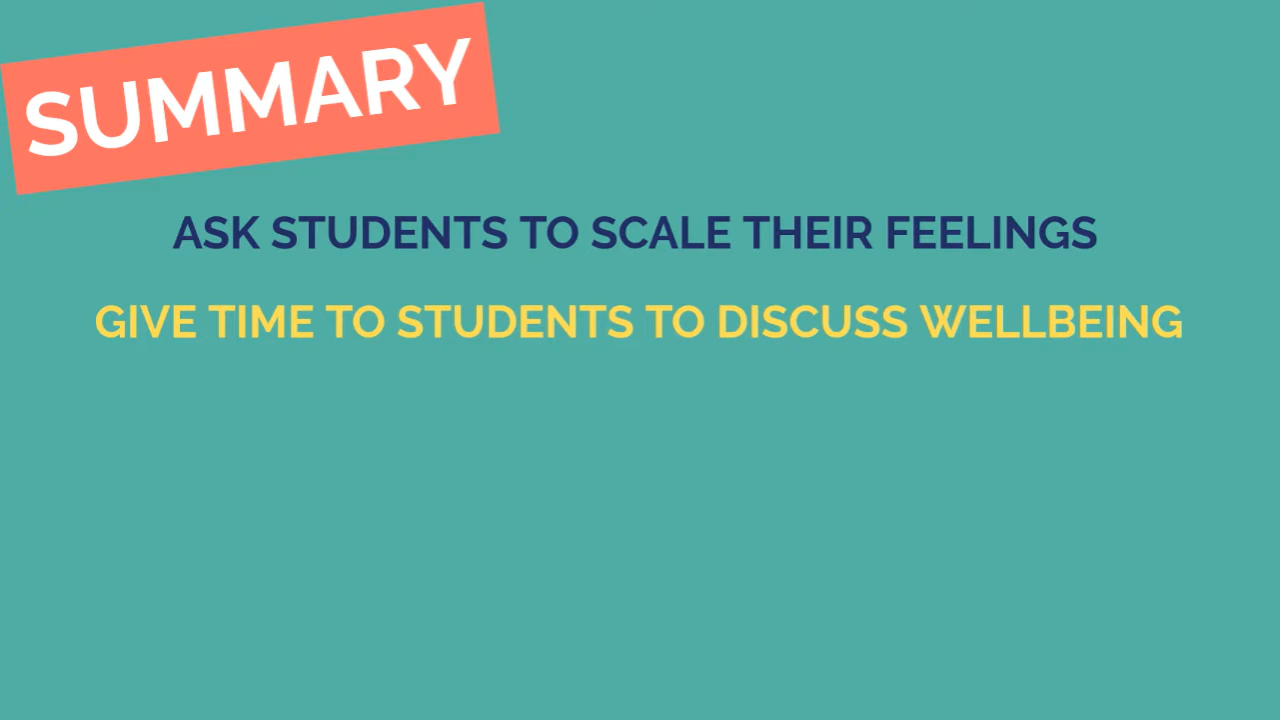 SUMMARY
ASK STUDENTS TO SCALE THEIR FEELINGS
GIVE TIME TO STUDENTS TO DISCUSS WELLBEING